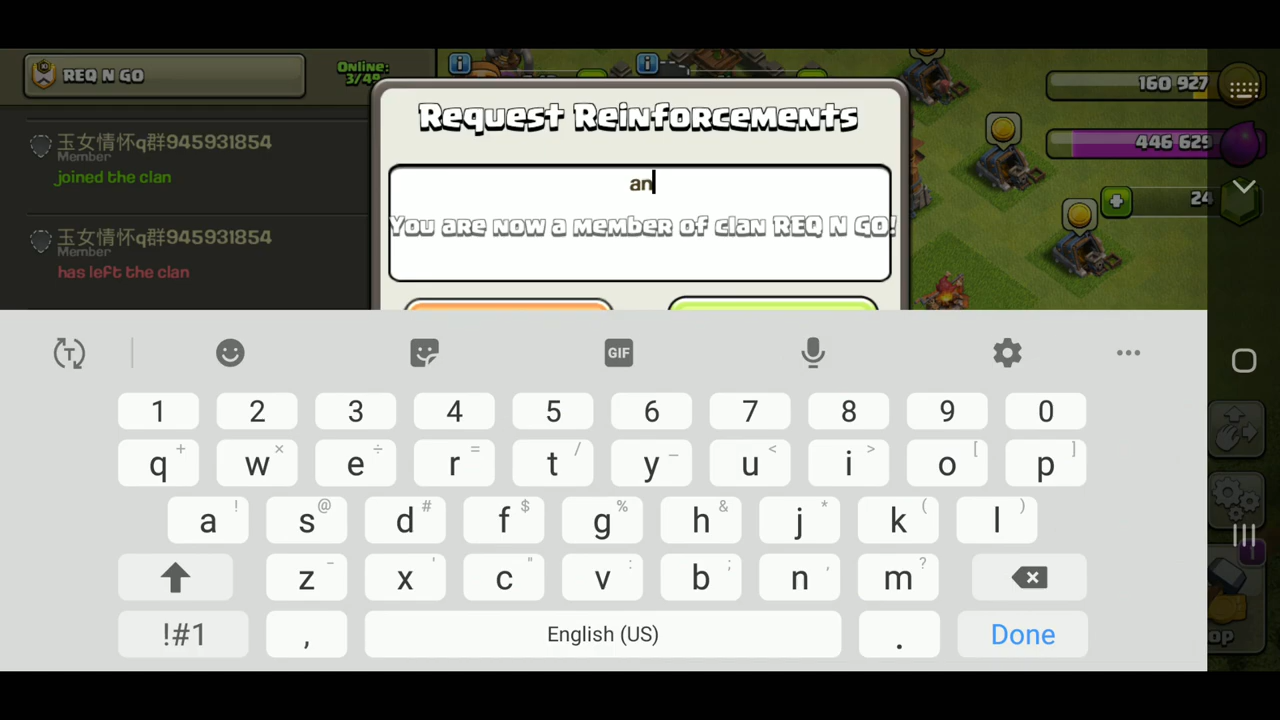 REQ N GO
Online:
3/49
玉女情怀q群945931854
Member
joined the clan
玉女情怀q群945931854
Member
has left the clan
Request Reinforcements
an
You are now a member of clan REQ N GO!
160 927
446 629
24
GIF
1 2 3 4 5 6 7 8 9 0
q + w × e ÷ r = t / y _ u < i > o [ p ]
a ! s @ d # f $ g % h & j * k ( l )
z - x ' c " v : b ; n , m ?
!#1 , English (US) . Done